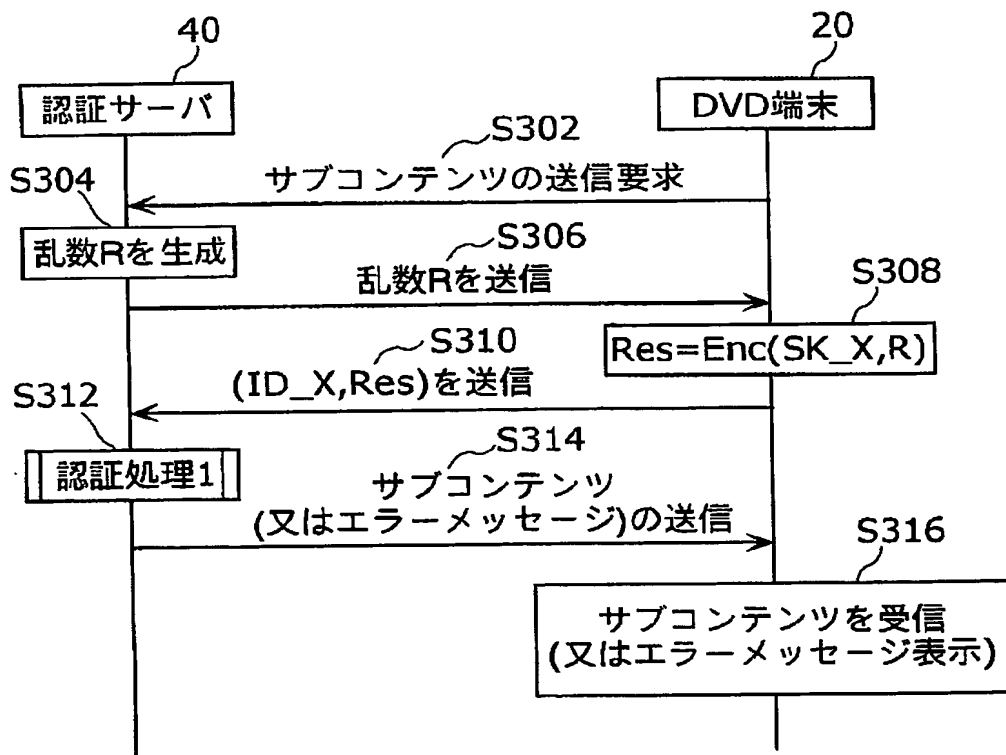 40
認証サーバ
20
DVD端末
S302
サブコンテンツの送信要求
S304
乱数Rを生成
S306
乱数Rを送信
S308
Res=Enc(SK_X,R)
S310
(ID_X,Res)を送信
S312
認証処理1
S314
サブコンテンツ
(又はエラーメッセージ)の送信
S316
サブコンテンツを受信
(又はエラーメッセージ表示)